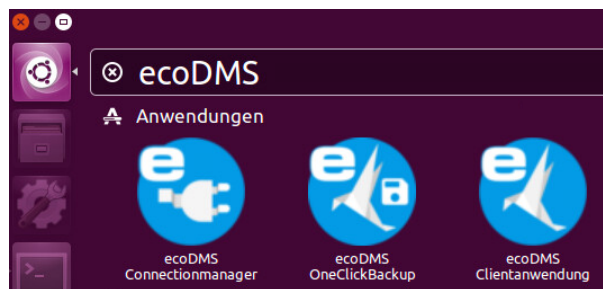 ecoDMS
Anwendungen
e
e
e
ecoDMS
Connectionmanager
ecoDMS
OneClickBackup
ecoDMS
Clientanwendung
>_